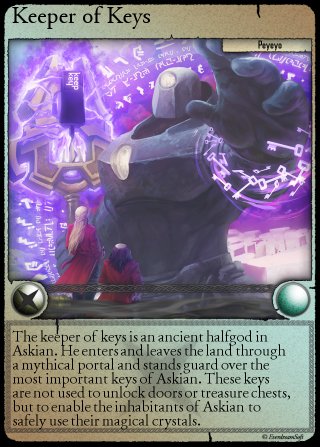 Keeper of Keys
Peyeyo
keep
key
The keeper of keys is an ancient halfgod in
Askian. He enters and leaves the land through
a mythical portal and stands guard over the
most important keys of Askian. These keys
are not used to unlock doors or treasure chests,
but to enable the inhabitants of Askian to
safely use their magical crystals.
© EverdreamSoft